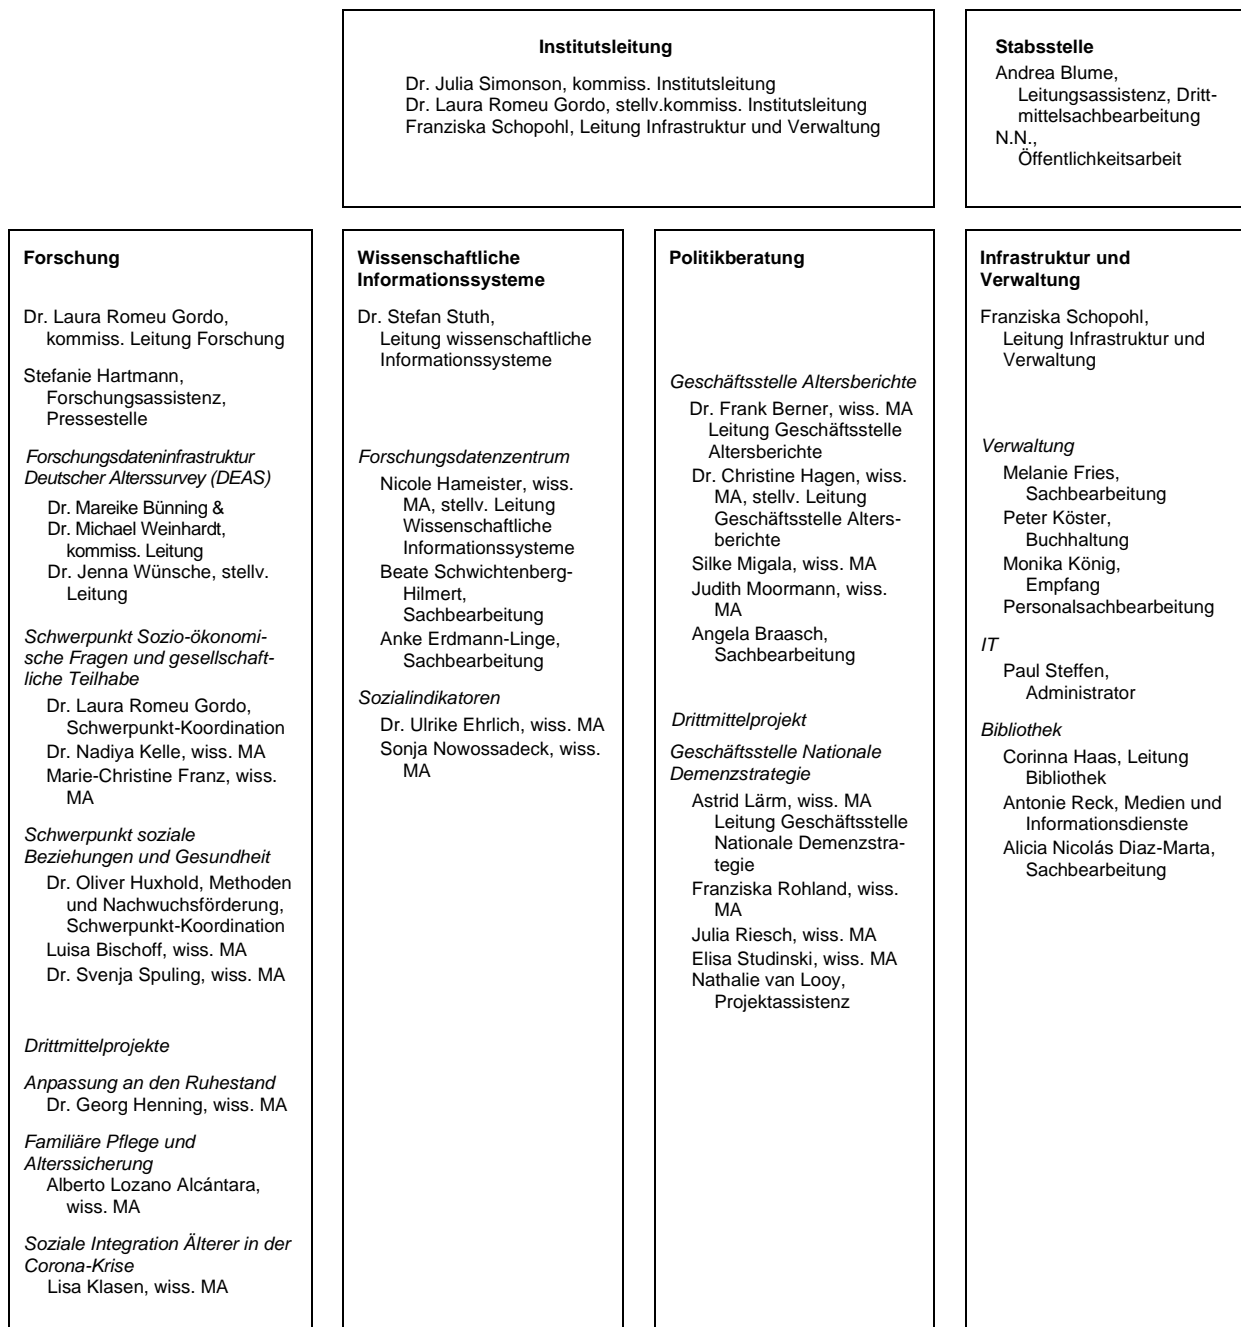 Institutsleitung
Dr. Julia Simonson, kommiss. Institutsleitung
Dr. Laura Romeu Gordo, stellv.kommiss. Institutsleitung
Franziska Schopohl, Leitung Infrastruktur und Verwaltung
Stabsstelle
Andrea Blume,
Leitungsassistenz, Dritt-
mittelsachbearbeitung
N.N.,
Öffentlichkeitsarbeit
Forschung
Dr. Laura Romeu Gordo,
kommiss. Leitung Forschung
Stefanie Hartmann,
Forschungsassistenz,
Pressestelle
Forschungsdateninfrastruktur
Deutscher Alterssurvey (DEAS)
Dr. Mareike Bünning &
Dr. Michael Weinhardt,
kommiss. Leitung
Dr. Jenna Wünsche, stellv.
Leitung
Schwerpunkt Sozio-ökonomi-
sche Fragen und gesellschaft-
liche Teilhabe
Dr. Laura Romeu Gordo,
Schwerpunkt-Koordination
Dr. Nadiya Kelle, wiss. MA
Marie-Christine Franz, wiss.
MA
Schwerpunkt soziale
Beziehungen und Gesundheit
Dr. Oliver Huxhold, Methoden
und Nachwuchsförderung,
Schwerpunkt-Koordination
Luisa Bischoff, wiss. MA
Dr. Svenja Spuling, wiss. MA
Drittmittelprojekte
Anpassung an den Ruhestand
Dr. Georg Henning, wiss. MA
Familiäre Pflege und
Alterssicherung
Alberto Lozano Alcántara,
wiss. MA
Soziale Integration Älterer in der
Corona-Krise
Lisa Klasen, wiss. MA
Wissenschaftliche
Informationssysteme
Dr. Stefan Stuth,
Leitung wissenschaftliche
Informationssysteme
Forschungsdatenzentrum
Nicole Hameister, wiss.
MA, stellv. Leitung
Wissenschaftliche
Informationssysteme
Beate Schwichtenberg-
Hilmert,
Sachbearbeitung
Anke Erdmann-Linge,
Sachbearbeitung
Sozialindikatoren
Dr. Ulrike Ehrlich, wiss. MA
Sonja Nowossadeck, wiss.
MA
Politikberatung
Geschäftsstelle Altersberichte
Dr. Frank Berner, wiss. MA
Leitung Geschäftsstelle
Altersberichte
Dr. Christine Hagen, wiss.
MA, stellv. Leitung
Geschäftsstelle Alters-
berichte
Silke Migala, wiss. MA
Judith Moormann, wiss.
MA
Angela Braasch,
Sachbearbeitung
Drittmittelprojekt
Geschäftsstelle Nationale
Demenzstrategie
Astrid Lärm, wiss. MA
Leitung Geschäftsstelle
Nationale Demenzstra-
tegie
Franziska Rohland, wiss.
MA
Julia Riesch, wiss. MA
Elisa Studinski, wiss. MA
Nathalie van Looy,
Projektassistenz
Infrastruktur und
Verwaltung
Franziska Schopohl,
Leitung Infrastruktur und
Verwaltung
Verwaltung
Melanie Fries,
Sachbearbeitung
Peter Köster,
Buchhaltung
Monika König,
Empfang
Personalsachbearbeitung
IT
Paul Steffen,
Administrator
Bibliothek
Corinna Haas, Leitung
Bibliothek
Antonie Reck, Medien und
Informationsdienste
Alicia Nicolás Diaz-Marta,
Sachbearbeitung